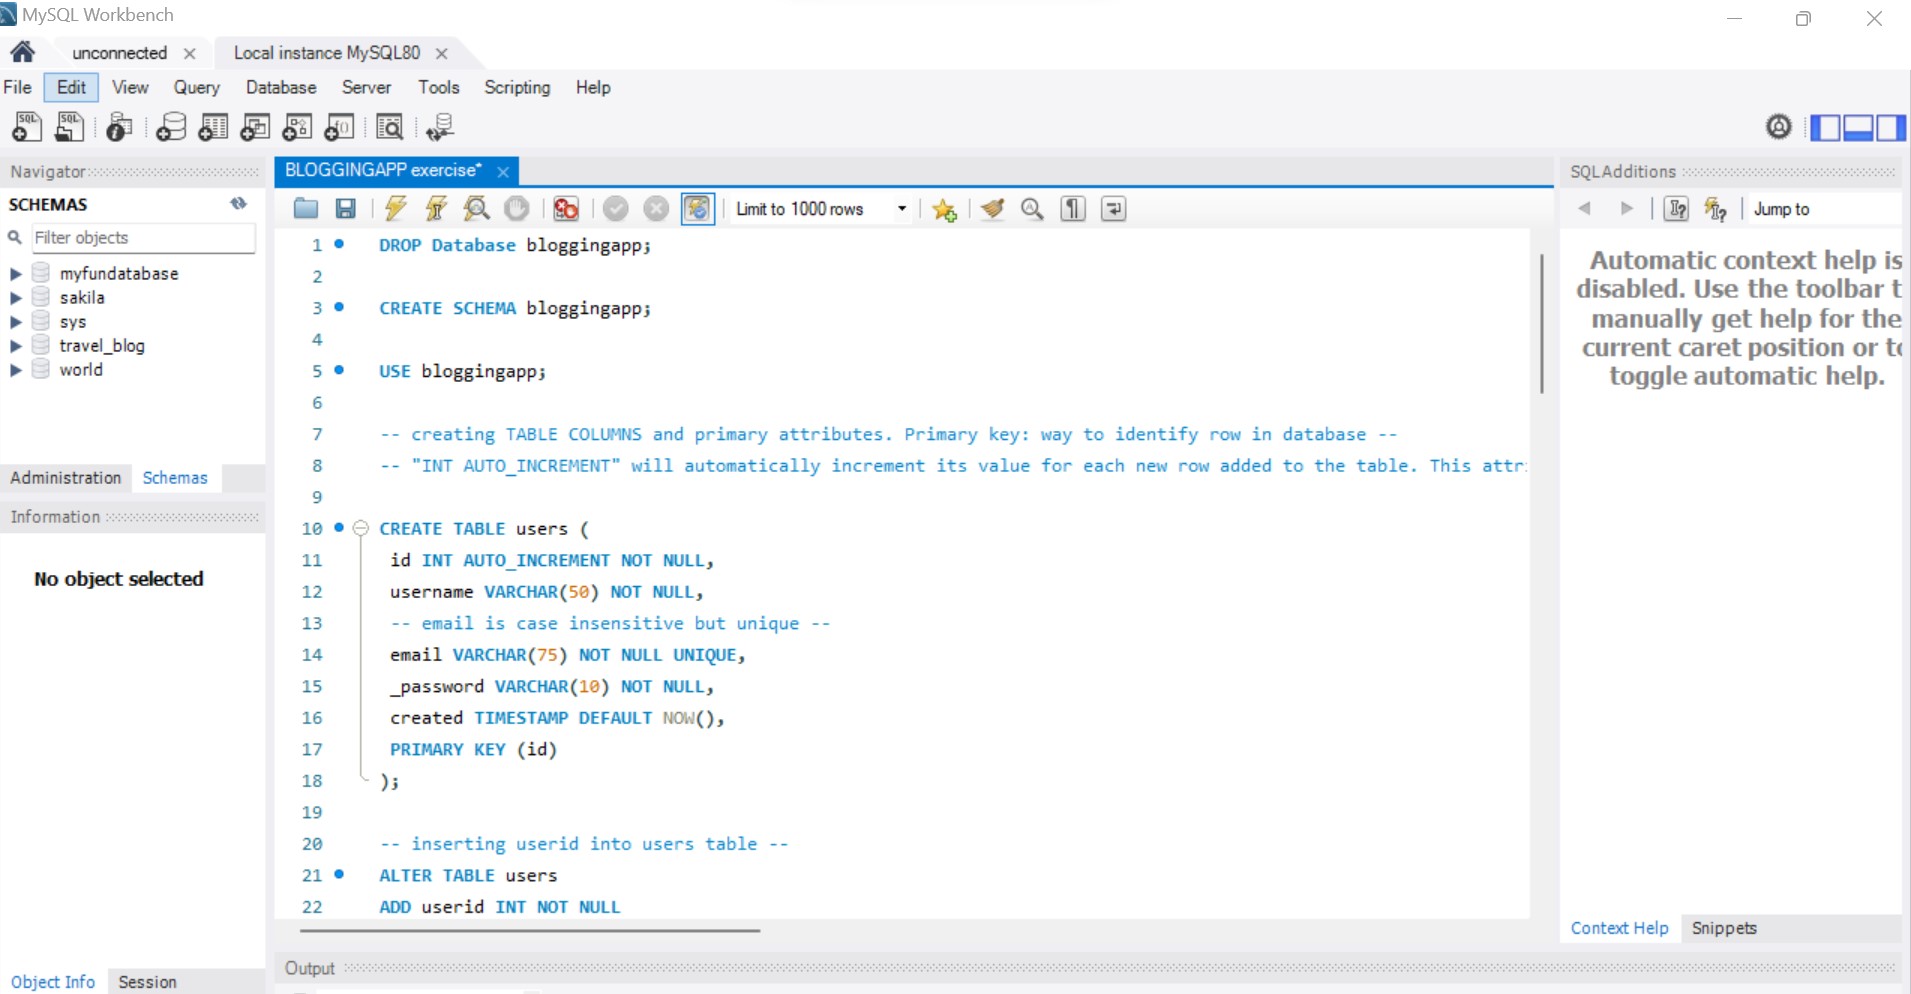 MySQL Workbench
unconnected
Local instance MySQL80
File Edit View Query Database Server Tools Scripting Help
SQL SQL
Navigator
SCHEMAS
Filter objects
myfundatabase
sakila
sys
travel_blog
world
Administration Schemas
Information
No object selected
Object Info Session
BLOGGINGAPP exercise*
Limit to 1000 rows
1 DROP Database bloggingapp;
2
3 CREATE SCHEMA bloggingapp;
4
5 USE bloggingapp;
6
7 -- creating TABLE COLUMNS and primary attributes. Primary key: way to identify row in database --
8 -- "INT AUTO_INCREMENT" will automatically increment its value for each new row added to the table. This attr
9
10 CREATE TABLE users (
11 id INT AUTO_INCREMENT NOT NULL,
12 username VARCHAR(50) NOT NULL,
13 -- email is case insensitive but unique --
14 email VARCHAR(75) NOT NULL UNIQUE,
15 _password VARCHAR(10) NOT NULL,
16 created TIMESTAMP DEFAULT NOW(),
17 PRIMARY KEY (id)
18 );
19
20 -- inserting userid into users table --
21 ALTER TABLE users
22 ADD userid INT NOT NULL
Output
SQLAdditions
Jump to
Automatic context help is
disabled. Use the toolbar t
manually get help for the
current caret position or to
toggle automatic help.
Context Help Snippets